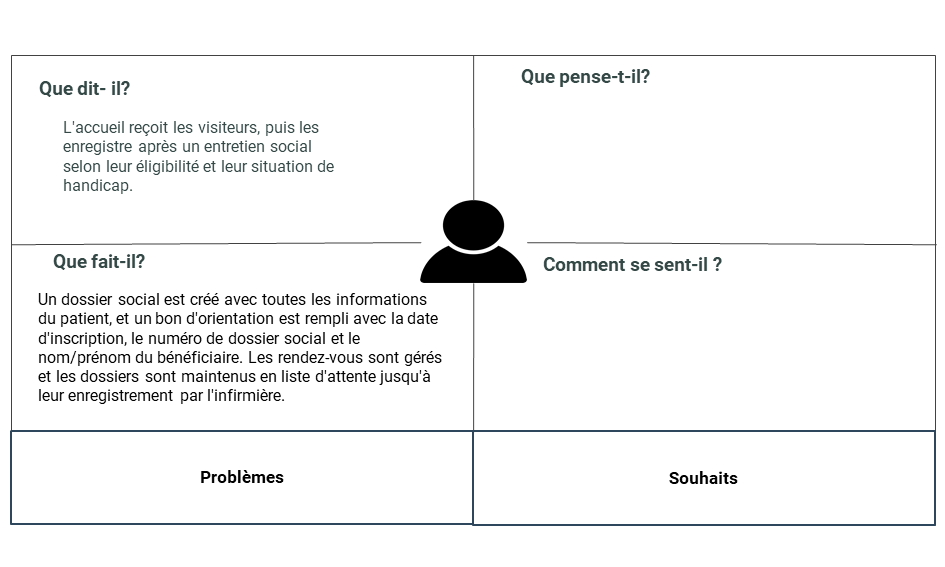 Que dit- il?
L'accueil reçoit les visiteurs, puis les
enregistre après un entretien social
selon leur éligibilité et leur situation de
handicap.
Que pense-t-il?
Que fait-il?
Un dossier social est créé avec toutes les informations
du patient, et un bon d'orientation est rempli avec la date
d'inscription, le numéro de dossier social et le
nom/prénom du bénéficiaire. Les rendez-vous sont gérés
et les dossiers sont maintenus en liste d'attente jusqu'à
leur enregistrement par l'infirmière.
Comment se sent-il ?
Problèmes
Souhaits